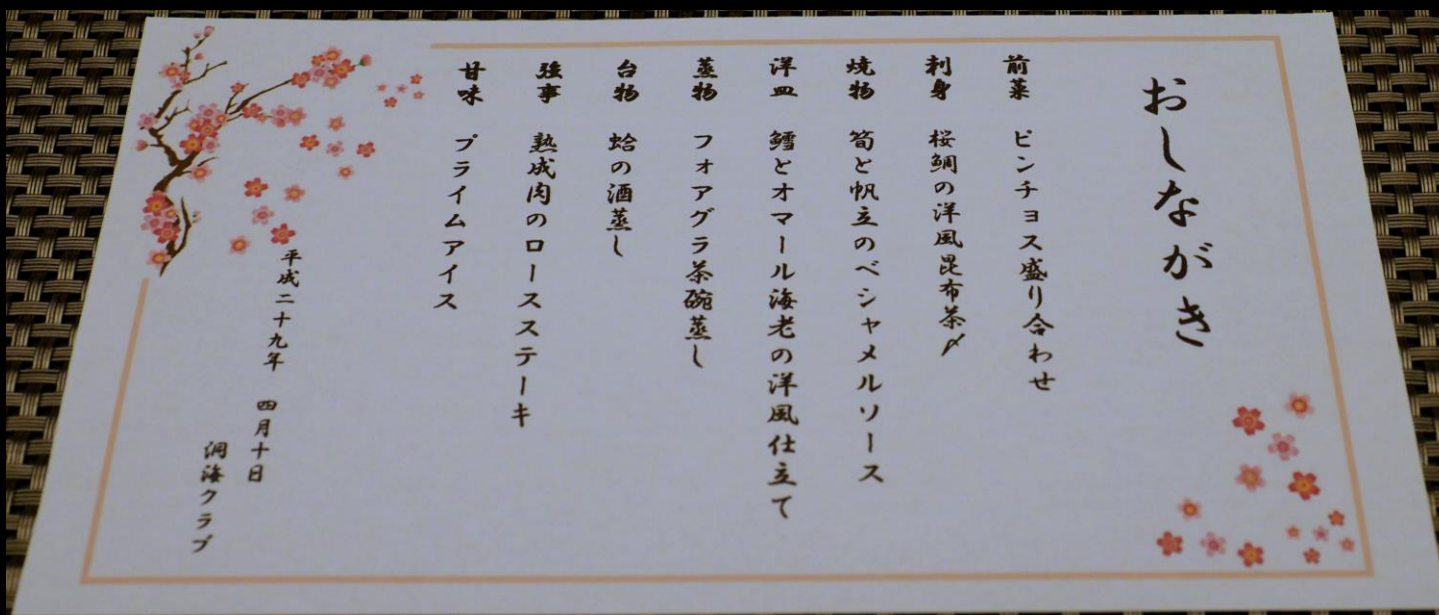 おしながき
前菜 ピンチョス盛り合わせ
刺身 桜鯛の洋風昆布茶〆
焼物 筍と帆立のベシャメルソース
洋皿 鱈とオマール海老の洋風仕立て
蒸物 フォアグラ茶碗蒸し
台物 蛤の酒蒸し
強事 熟成肉のロースステーキ
甘味 プライムアイス
平成二十九年 四月十日
洞海クラブ